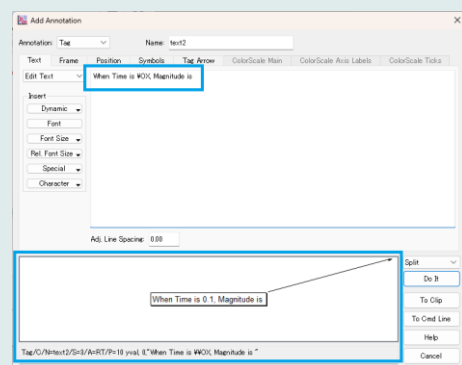 Add Annotation
Annotation: Tag Name: text2
Text Frame Position Symbols Tag Arrow ColorScale Main ColorScale Axis Labels ColorScale Ticks
Edit Text When Time is ¥OX, Magnitude is
Insert
Dynamic
Font
Font Size
Rel. Font Size
Special
Character
Adj. Line Spacing: 0.00
Split
Do It
When Time is 0.1, Magnitude is
To Clip
To Cmd Line
Help
Tag/C/N=text2/S=3/A=RT/P=10 yval, 0,"When Time is ¥¥OX, Magnitude is "
Cancel